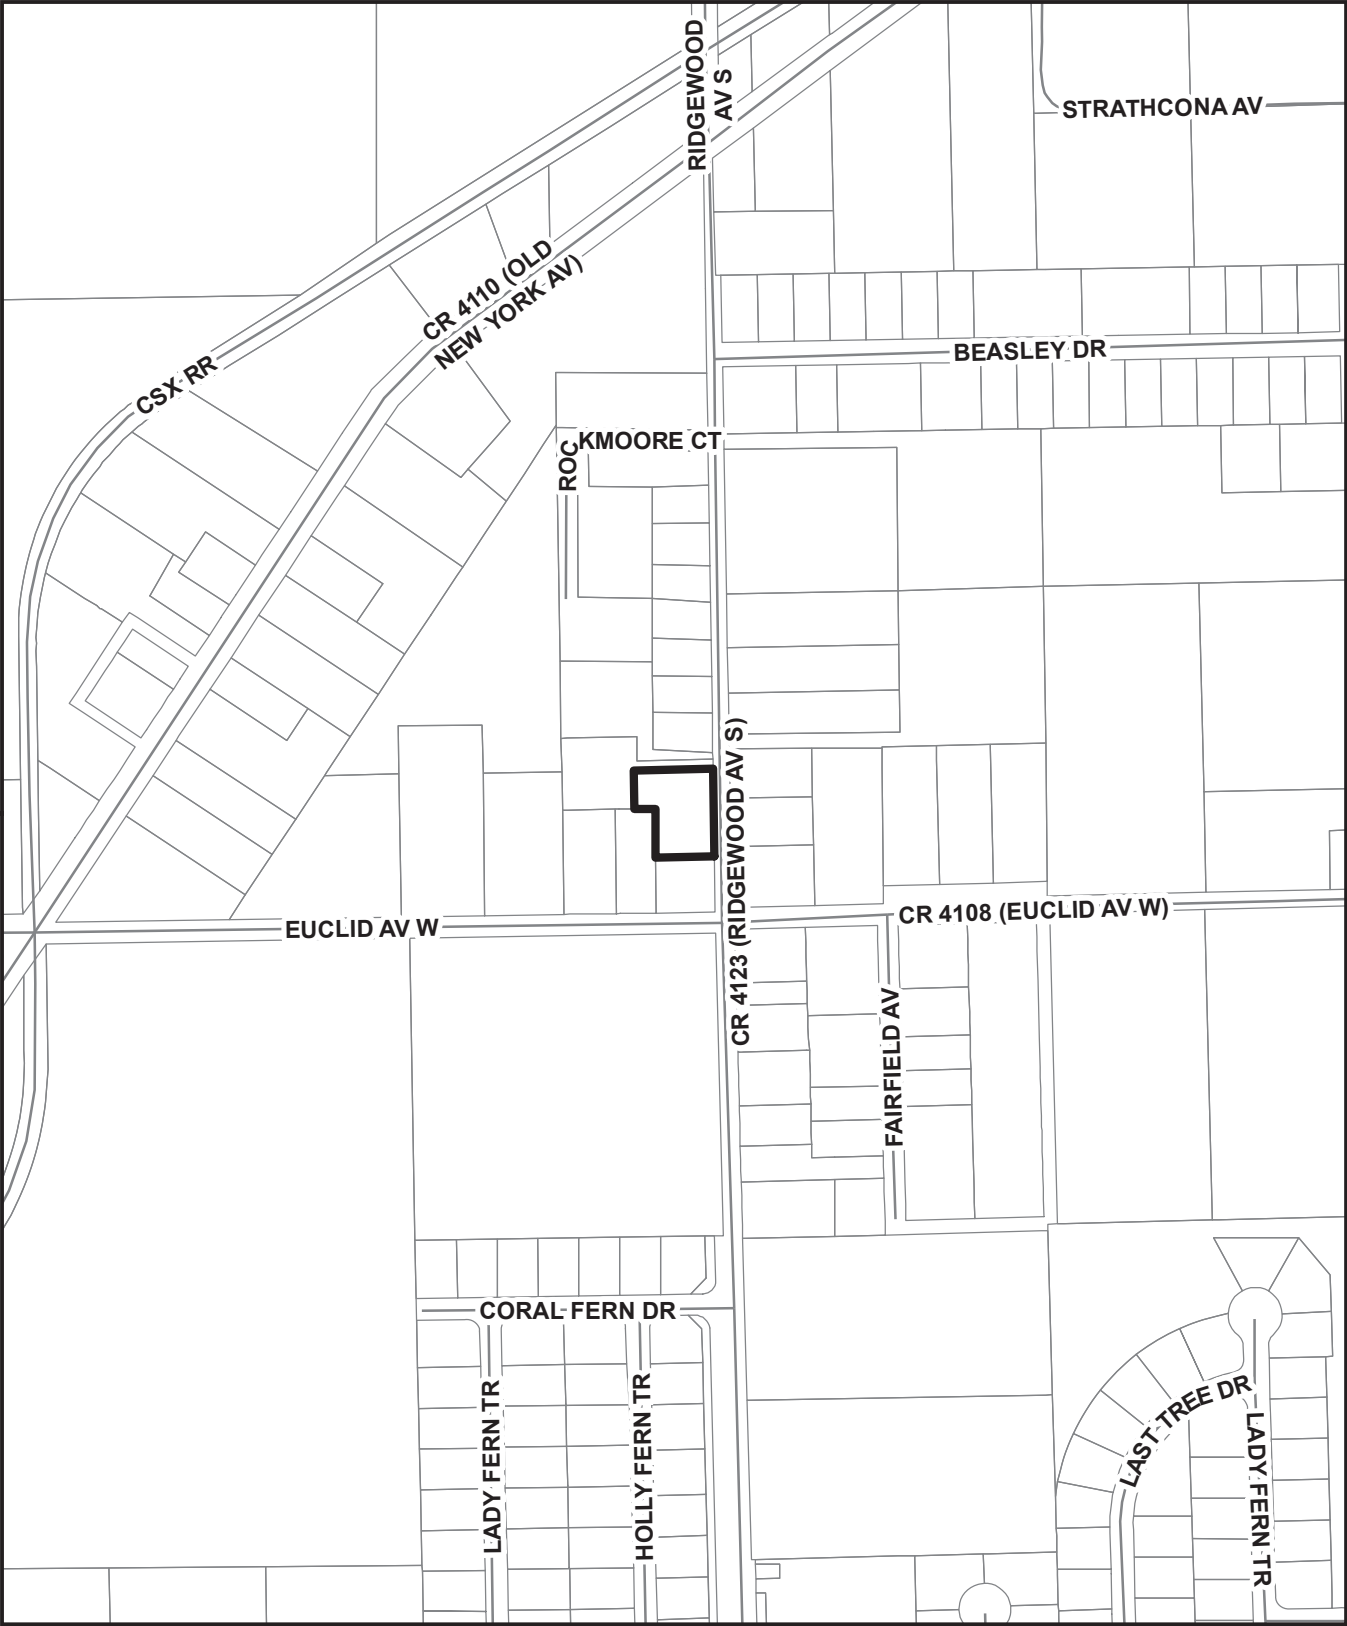 RIDGEWOOD
AV S
STRATHCONA AV
CR 4110 (OLD
NEW YORK AV)
BEASLEY DR
CSX RR
ROCKMOORE CT
CR 4123 (RIDGEWOOD AV S)
EUCLID AV W
CR 4108 (EUCLID AV W)
FAIRFIELD AV
CORAL FERN DR
LADY FERN TR
HOLLY FERN TR
LAST TREE DR
LADY FERN TR